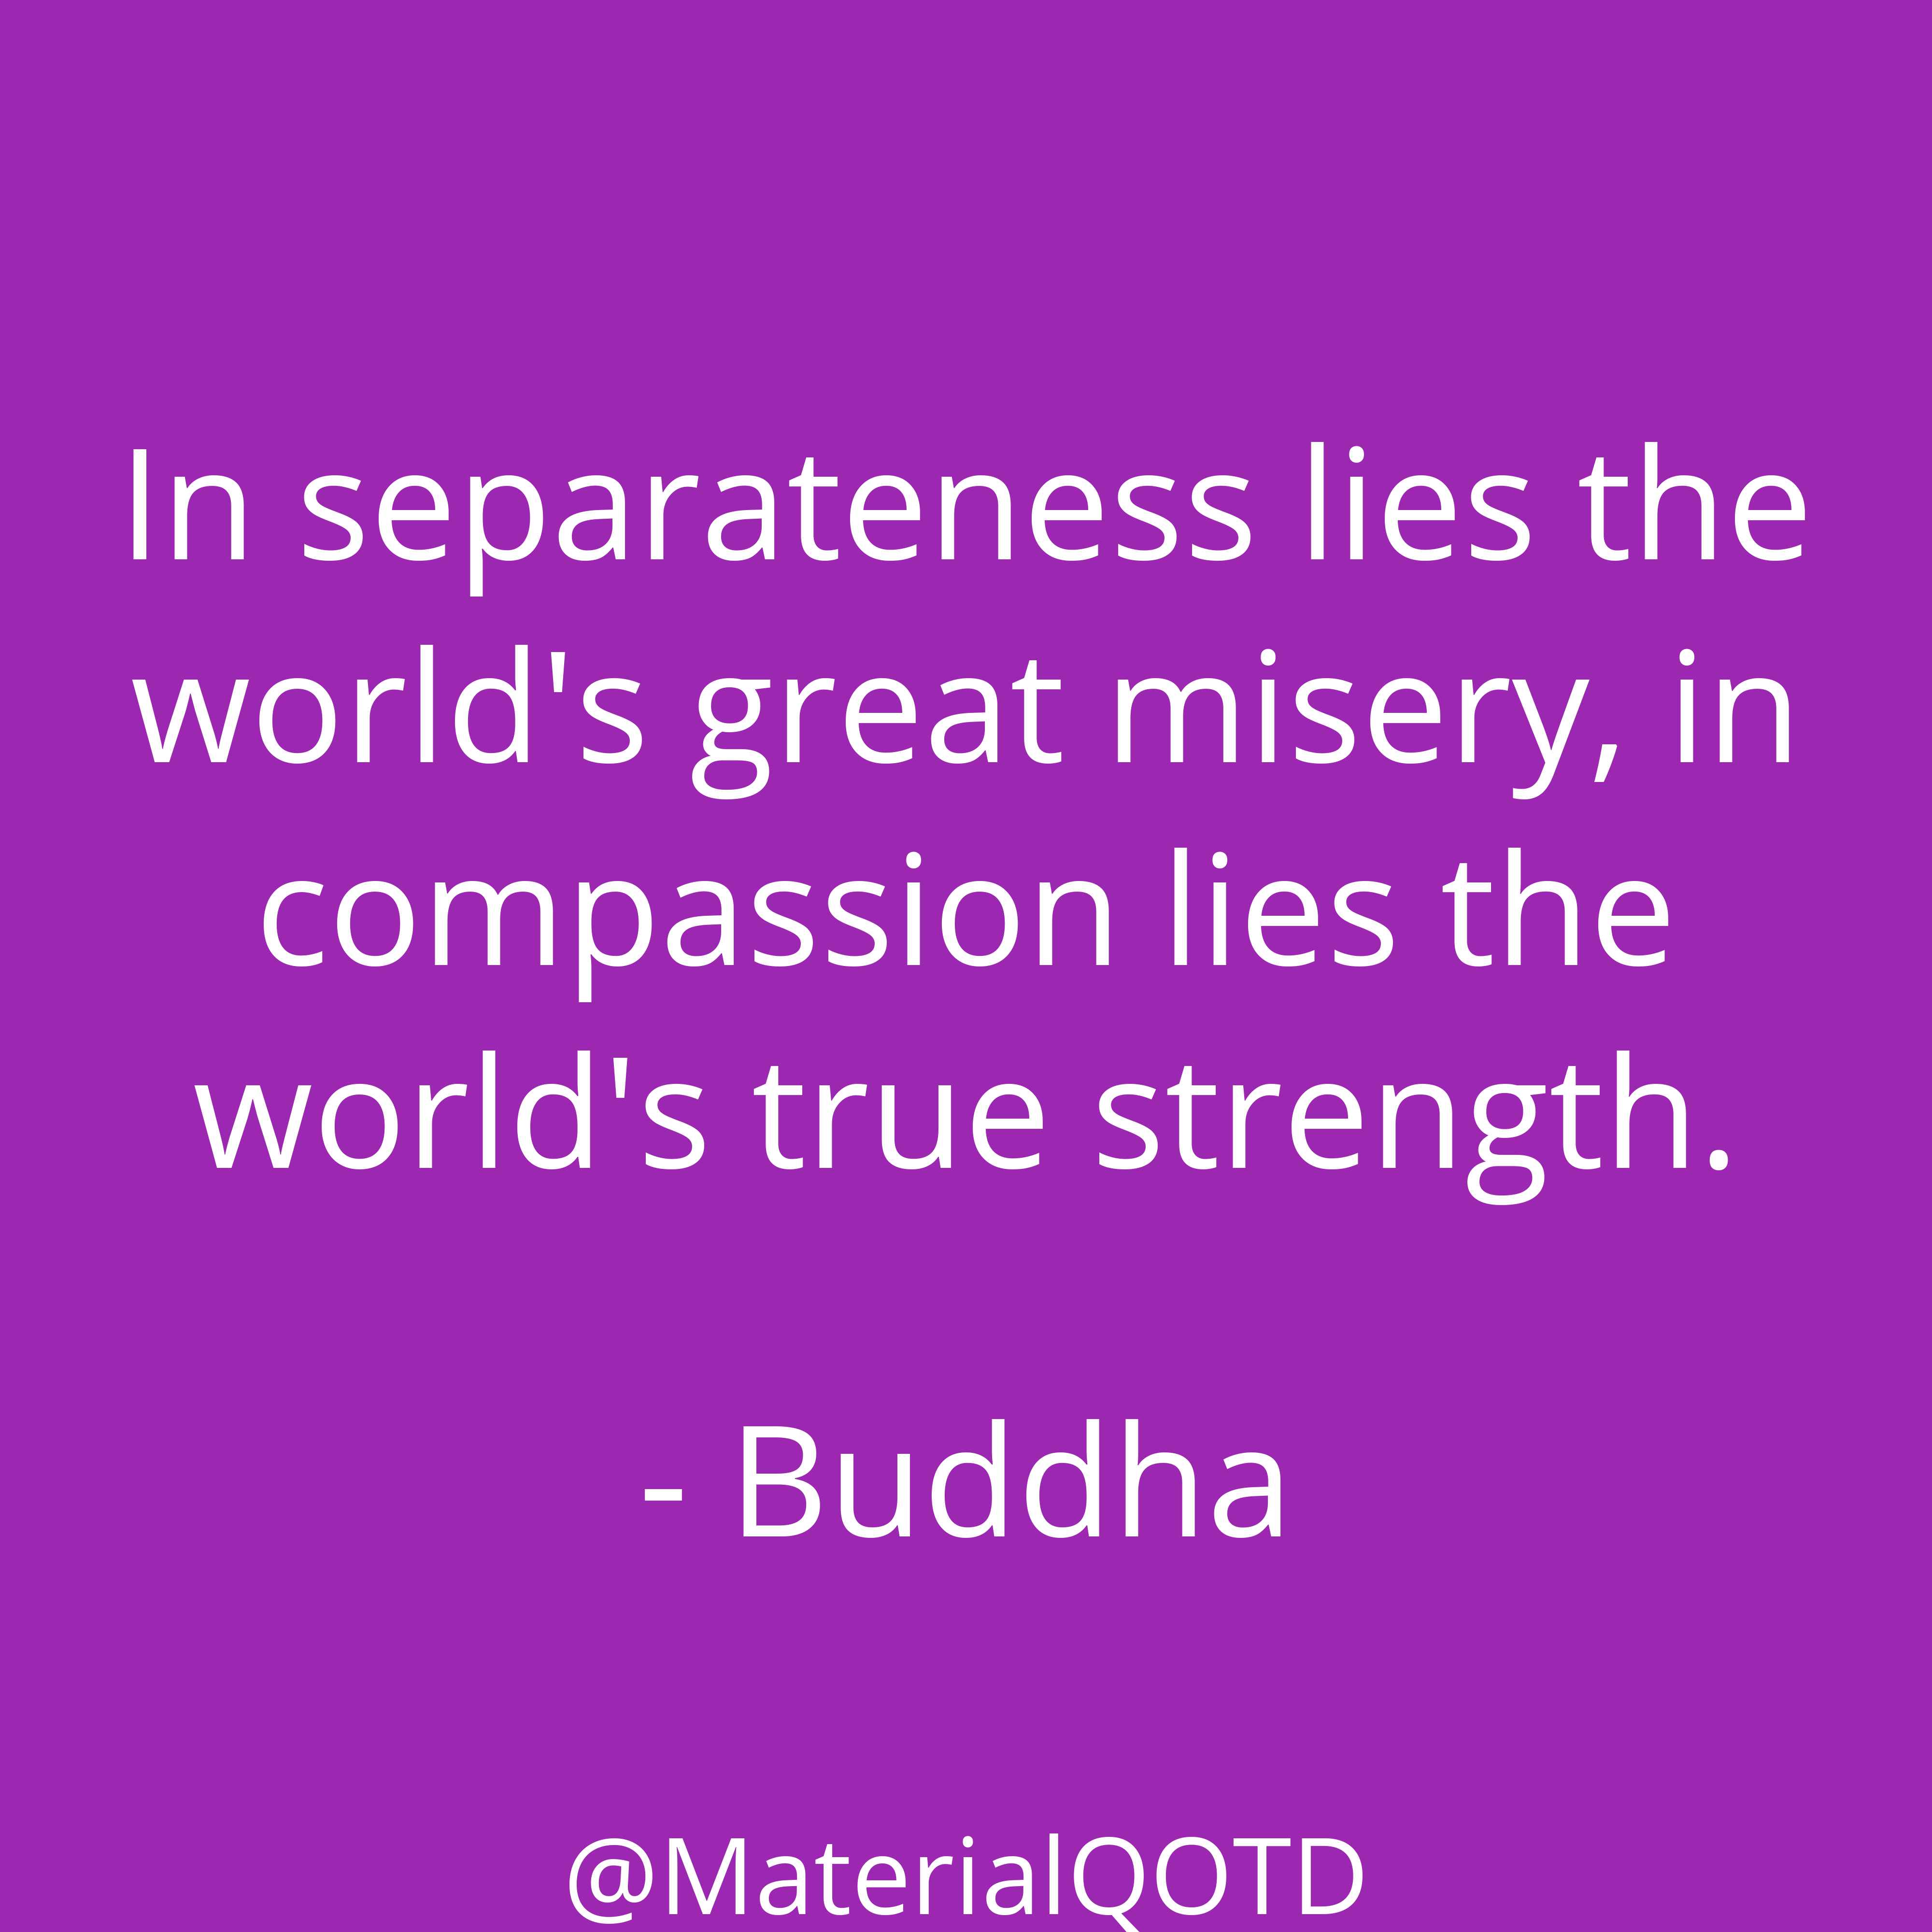 In separateness lies the
world's great misery, in
compassion lies the
world's true strength.
- Buddha
@MaterialQOTD